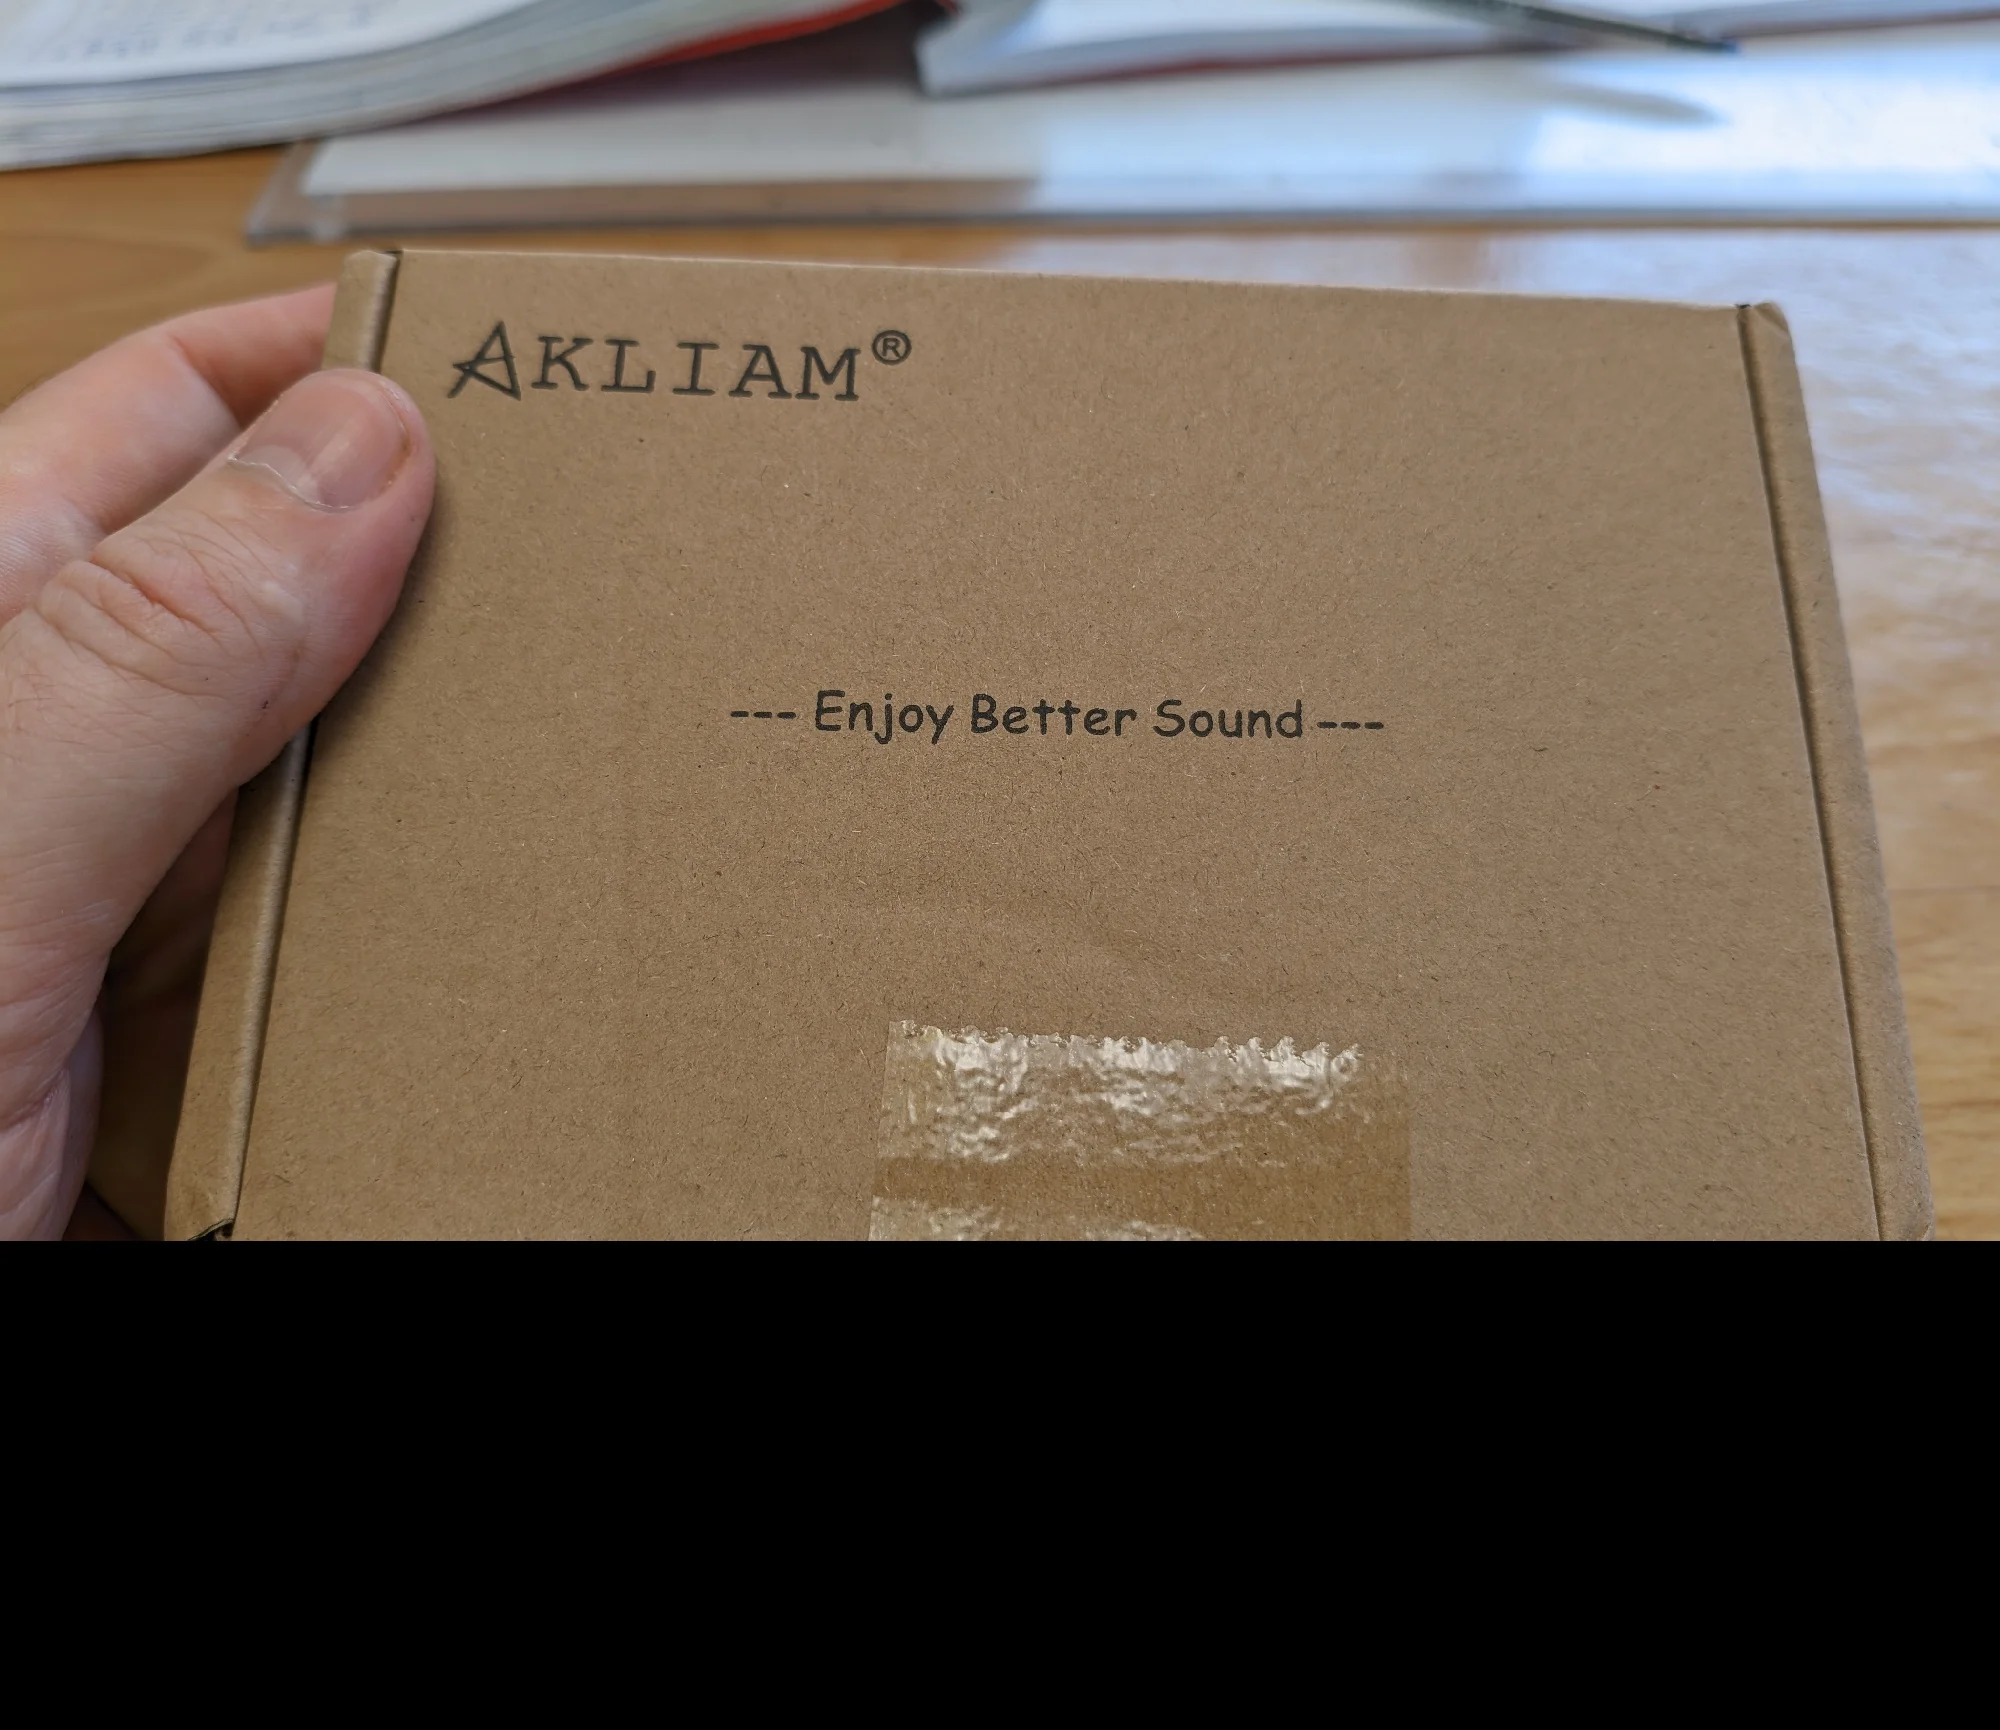 AKLIAM®
--- Enjoy Better Sound ---